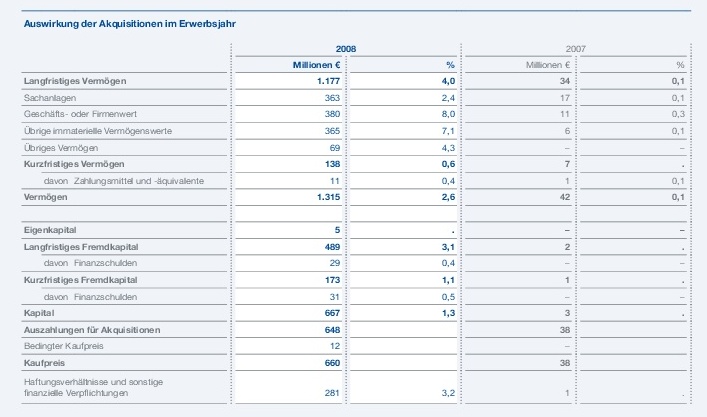 Auswirkung der Akquisitionen im Erwerbsjahr
2008 2007
Millionen € % Millionen € %
Langfristiges Vermögen 1.177 4,0 34 0,1
Sachanlagen 363 2,4 17 0,1
Geschäfts- oder Firmenwert 380 8,0 11 0,3
Übrige immaterielle Vermögenswerte 365 7,1 6 0,1
Übriges Vermögen 69 4,3 – –
Kurzfristiges Vermögen 138 0,6 7 .
davon Zahlungsmittel und -äquivalente 11 0,4 1 0,1
Vermögen 1.315 2,6 42 0,1
Eigenkapital 5 . – –
Langfristiges Fremdkapital 489 3,1 2 .
davon Finanzschulden 29 0,4 – –
Kurzfristiges Fremdkapital 173 1,1 1 .
davon Finanzschulden 31 0,5 – –
Kapital 667 1,3 3 .
Auszahlungen für Akquisitionen 648 38
Bedingter Kaufpreis 12 –
Kaufpreis 660 38
Haftungsverhältnisse und sonstige
finanzielle Verpflichtungen 281 3,2 1 .